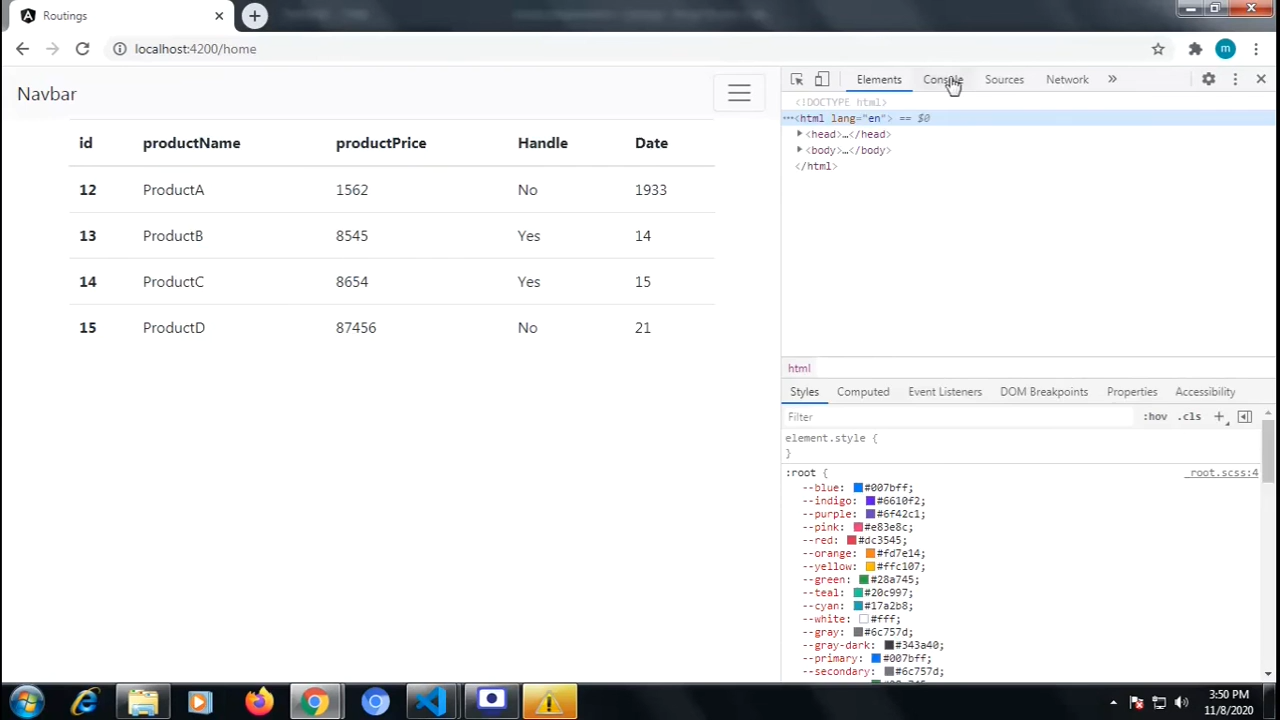 Routings
localhost:4200/home
m
Navbar
id productName productPrice Handle Date
12 ProductA 1562 No 1933
13 ProductB 8545 Yes 14
14 ProductC 8654 Yes 15
15 ProductD 87456 No 21
Elements Console Sources Network »
<!DOCTYPE html>
<html lang="en"> == $0
<head>…</head>
<body>…</body>
</html>
html
Styles Computed Event Listeners DOM Breakpoints Properties Accessibility
Filter :hov .cls +
element.style {
}
:root { _root.scss:4
--blue: #007bff;
--indigo: #6610f2;
--purple: #6f42c1;
--pink: #e83e8c;
--red: #dc3545;
--orange: #fd7e14;
--yellow: #ffc107;
--green: #28a745;
--teal: #20c997;
--cyan: #17a2b8;
--white: #fff;
--gray: #6c757d;
--gray-dark: #343a40;
--primary: #007bff;
--secondary: #6c757d;
3:50 PM
11/8/2020